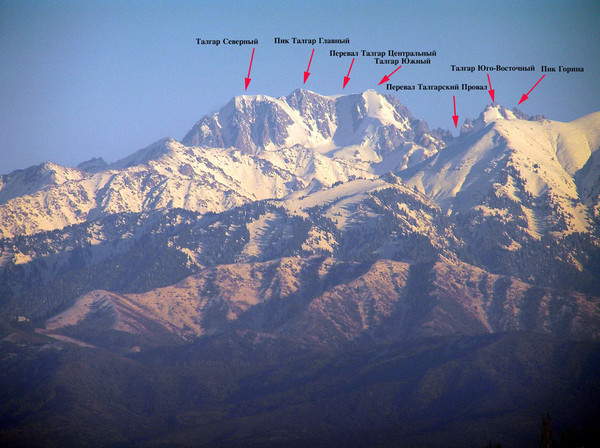 Талгар Северный
Пик Талгар Главный
Перевал Талгар Центральный
Талгар Южный
Перевал Талгарский Провал
Талгар Юго-Восточный
Пик Горина